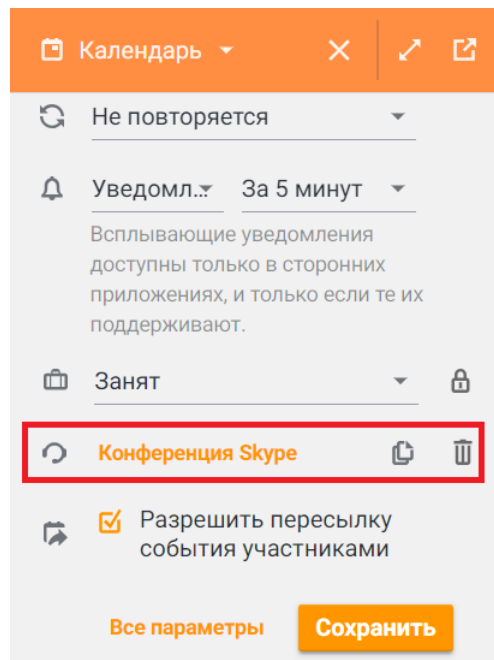 Календарь
Не повторяется
Уведомл... За 5 минут
Всплывающие уведомления
доступны только в сторонних
приложениях, и только если те их
поддерживают.
Занят
Конференция Skype
Разрешить пересылку
события участниками
Все параметры Сохранить